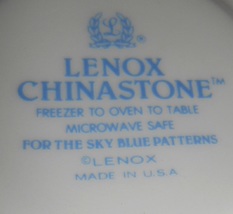 L
®
LENOX
CHINASTONE™
FREEZER TO OVEN TO TABLE
MICROWAVE SAFE
FOR THE SKY BLUE PATTERNS
©LENOX
MADE IN U.S.A